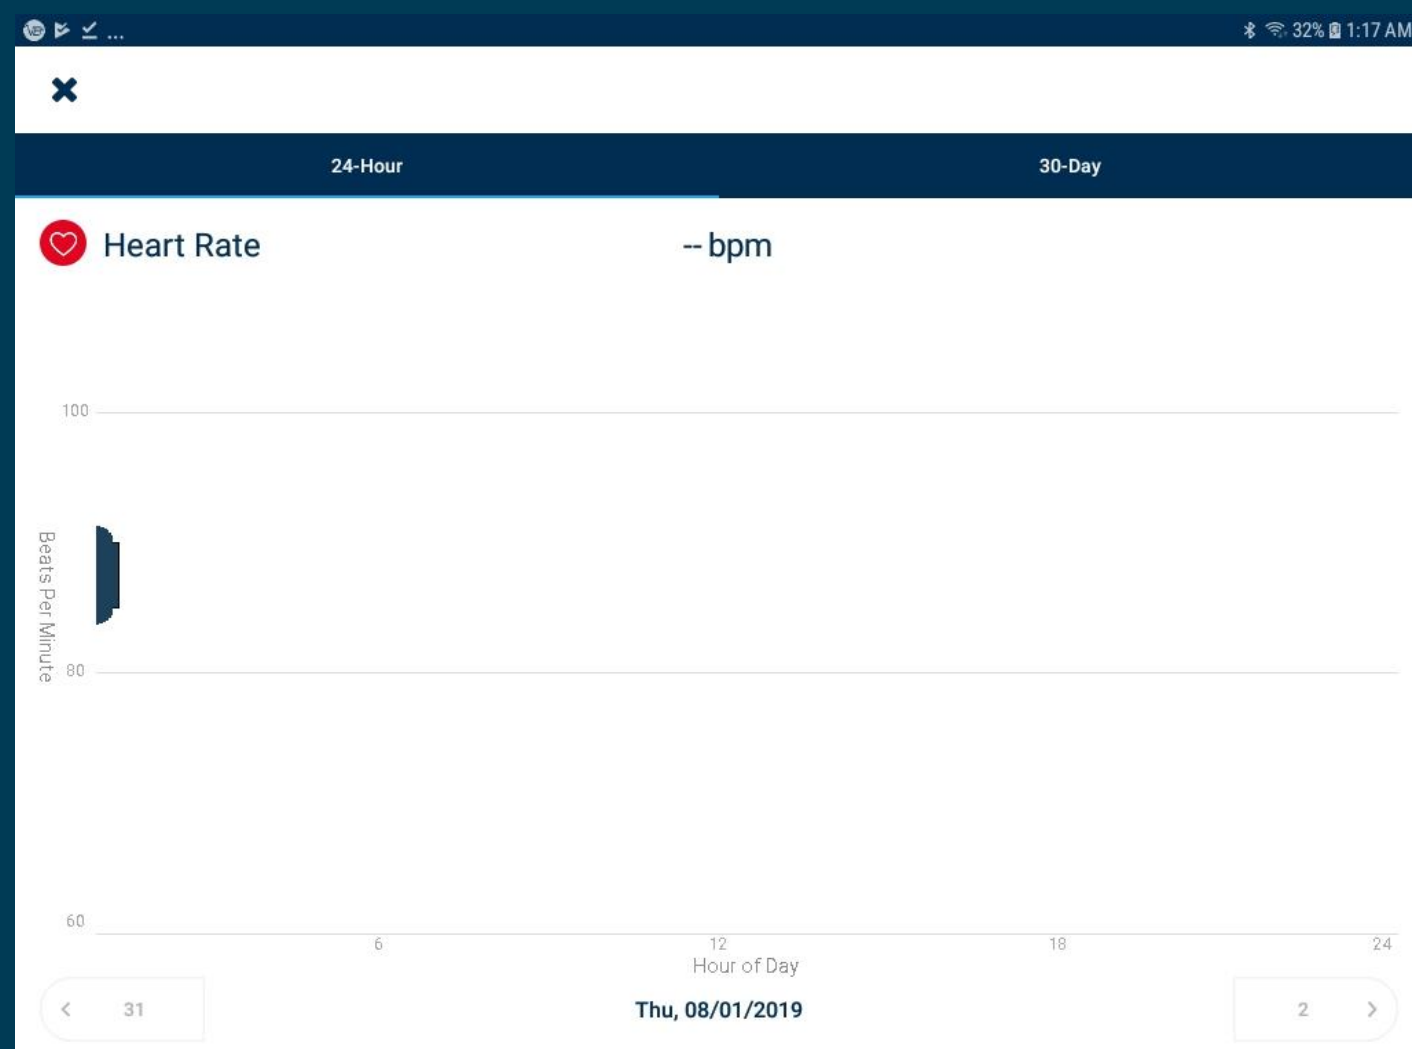 ... 32% 1:17 AM
24-Hour 30-Day
Heart Rate -- bpm
100
Beats Per Minute
80
60
6 12 18 24
Hour of Day
31 Thu, 08/01/2019 2